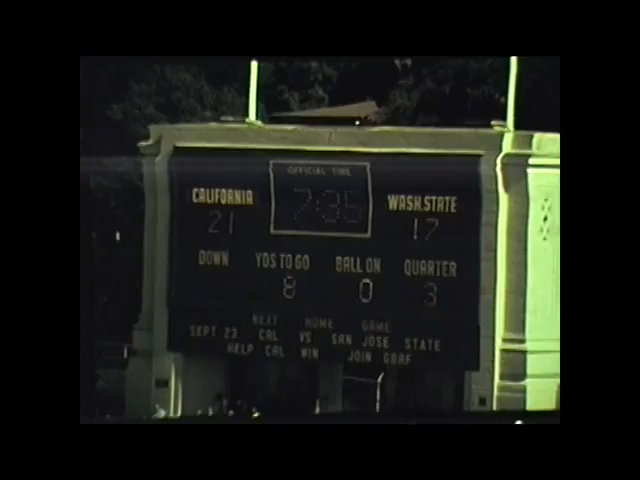 OFFICIAL TIME
7:35
CALIFORNIA WASH.STATE
21 17
DOWN YDS TO GO BALL ON QUARTER
8 0 3
NEXT HOME GAME
SEPT 23 CAL VS SAN JOSE STATE
HELP CAL WIN JOIN GBAF